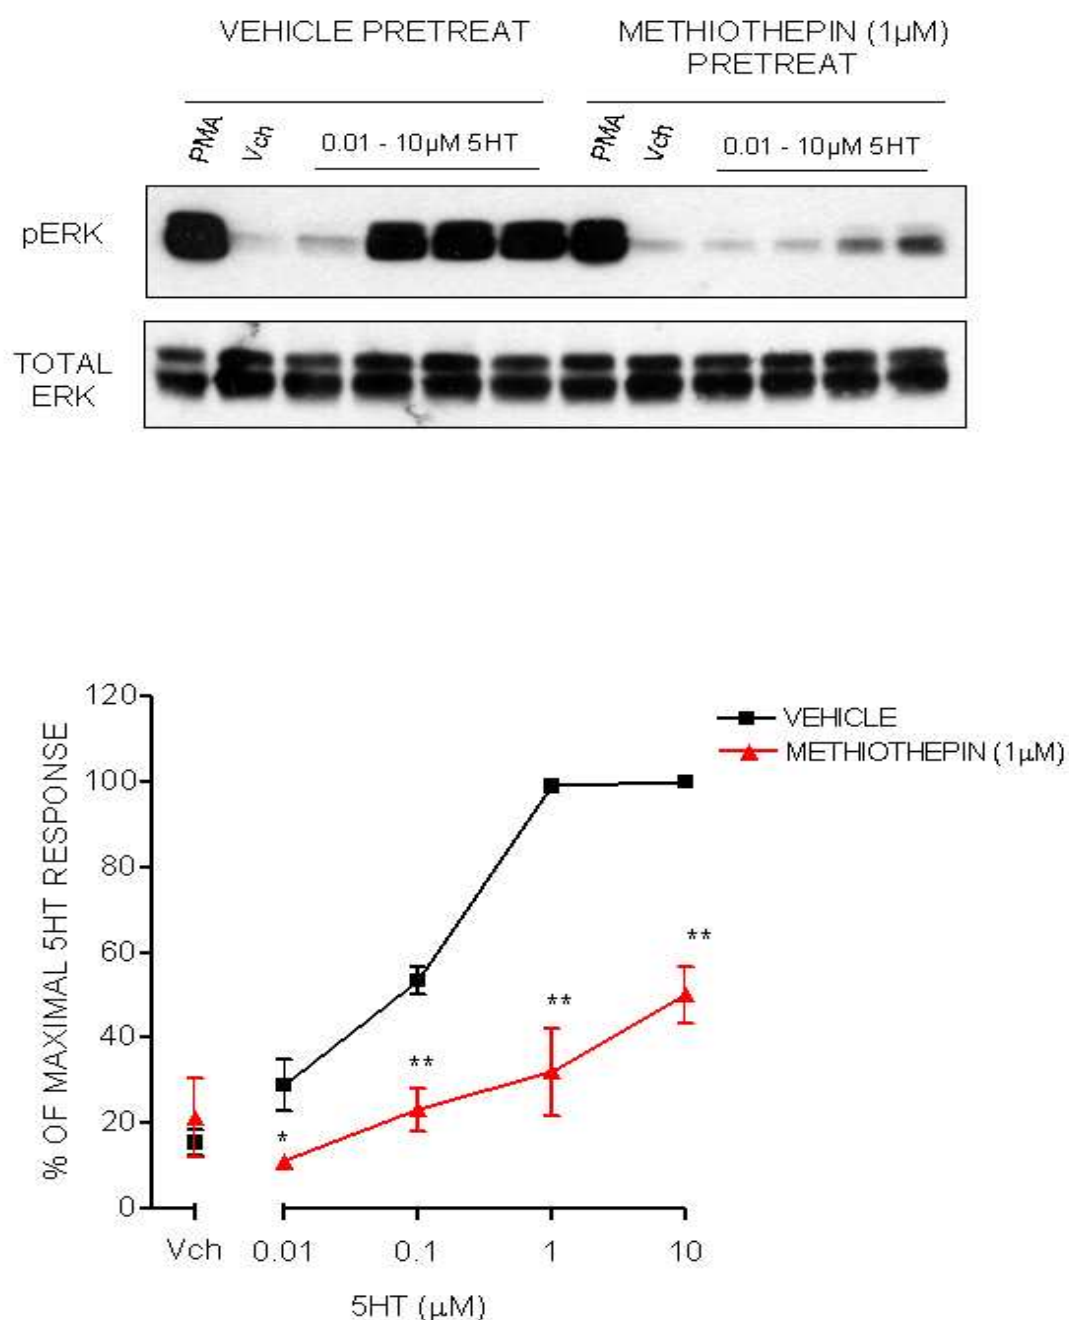 VEHICLE PRETREAT
METHIOTHEPIN (1µM)
PRETREAT
PMA
Vch
0.01 - 10µM 5HT
PMA
Vch
0.01 - 10µM 5HT
pERK
TOTAL
ERK
% OF MAXIMAL 5HT RESPONSE
120
100
80
60
40
20
0
VEHICLE
METHIOTHEPIN (1µM)
*
**
**
**
Vch
0.01
0.1
1
10
5HT (µM)